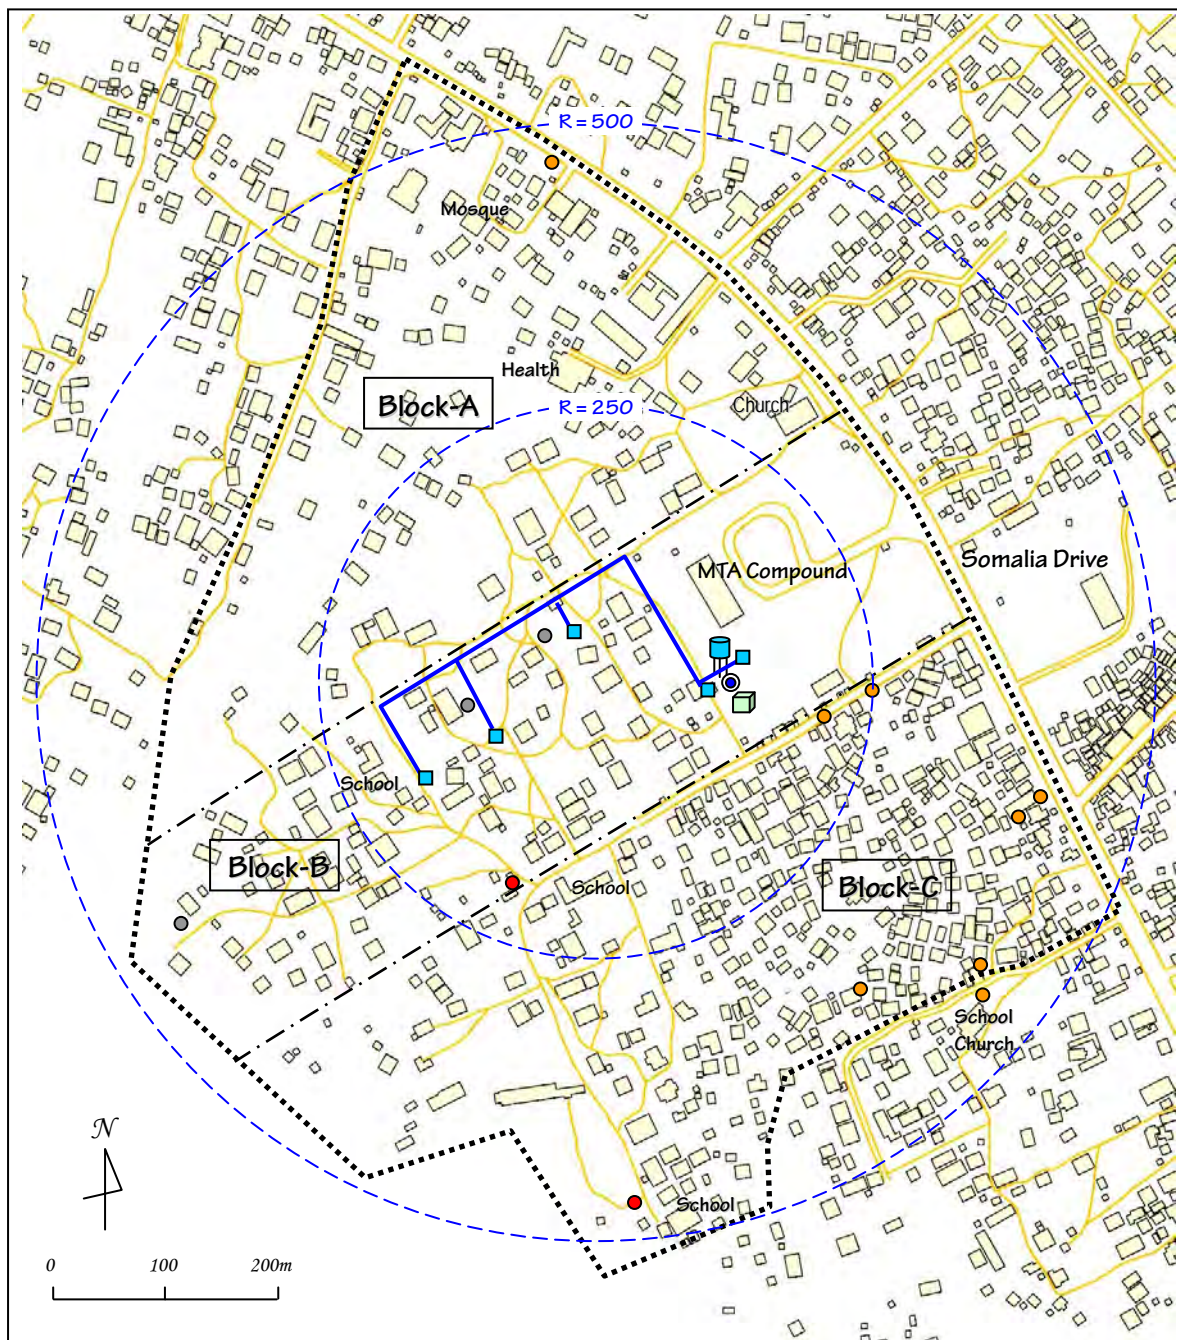 R = 500
Mosque
Health
Block-A
R = 250
Church
Somalia Drive
MTA Compound
School
Block-B
School
Block-C
School
Church
School
N
0 100 200m